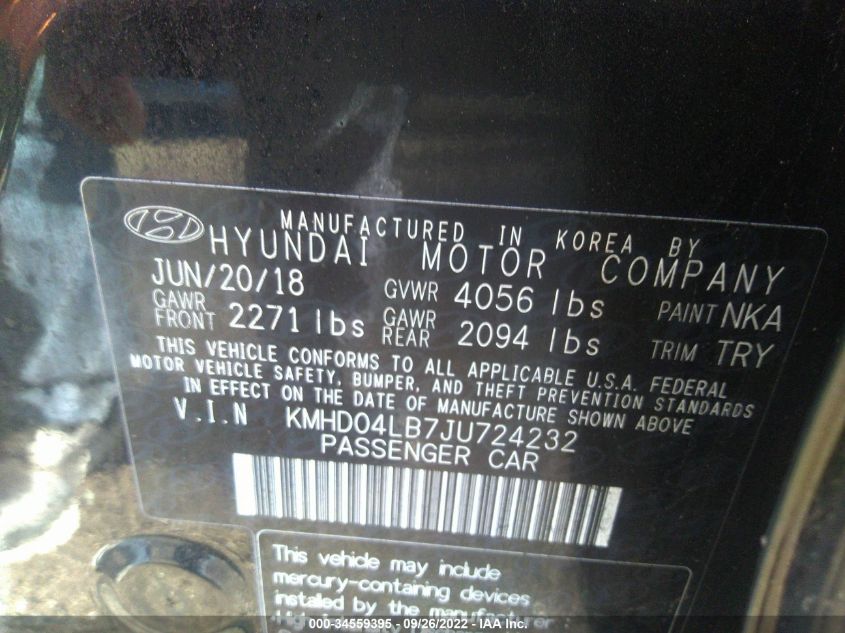 MANUFACTURED IN KOREA BY
HYUNDAI MOTOR COMPANY
JUN/20/18 GVWR 4056 lbs PAINT NKA
GAWR FRONT 2271 lbs GAWR REAR 2094 lbs TRIM TRY
THIS VEHICLE CONFORMS TO ALL APPLICABLE U.S.A. FEDERAL
MOTOR VEHICLE SAFETY, BUMPER, AND THEFT PREVENTION STANDARDS
IN EFFECT ON THE DATE OF MANUFACTURE SHOWN ABOVE
V.I.N KMHD04LB7JU724232
PASSENGER CAR
This vehicle may include
mercury-containing devices
installed by the manufacturer:
000-34559395 - 09/26/2022 - IAA Inc.